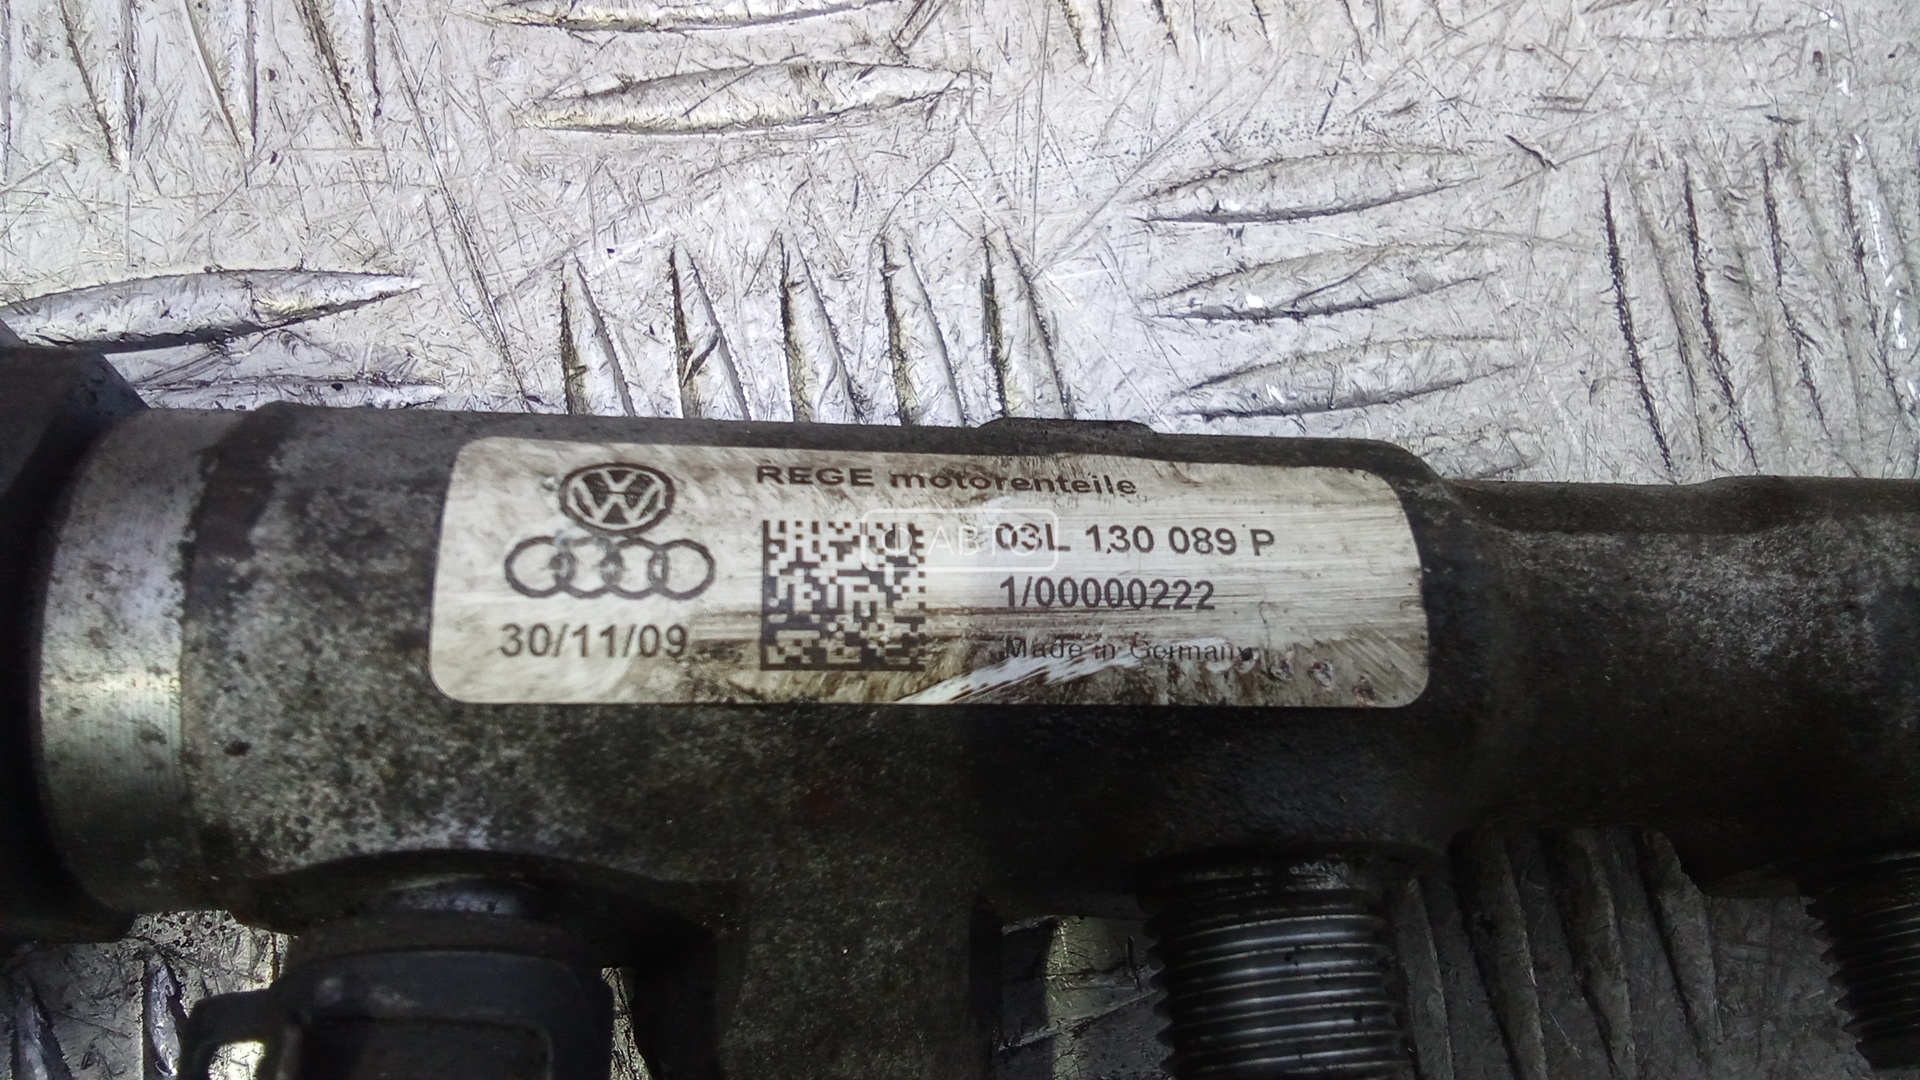 REGE motorenteile
03L 130 089 P
1/00000222
30/11/09
Made in Germany